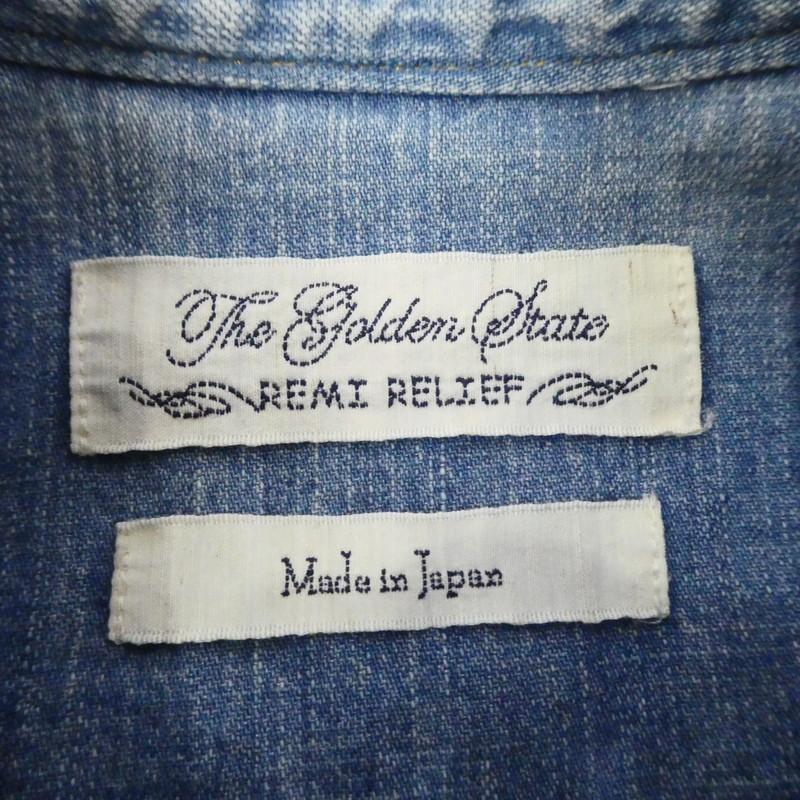 The Golden State
REMI RELIEF
Made in Japan